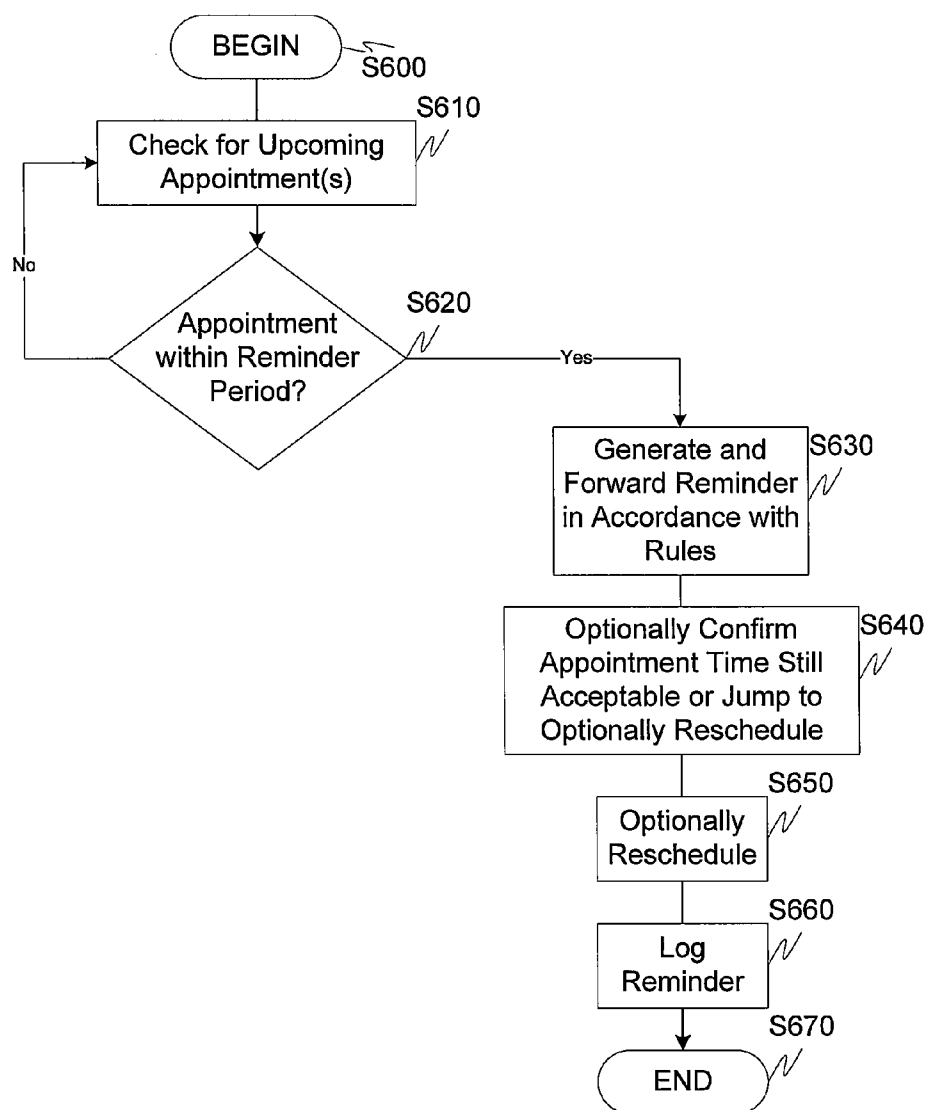 BEGIN
S600
S610
Check for Upcoming
Appointment(s)
No
S620
Appointment
within Reminder
Period?
Yes
S630
Generate and
Forward Reminder
in Accordance with
Rules
S640
Optionally Confirm
Appointment Time Still
Acceptable or Jump to
Optionally Reschedule
S650
Optionally
Reschedule
S660
Log
Reminder
S670
END